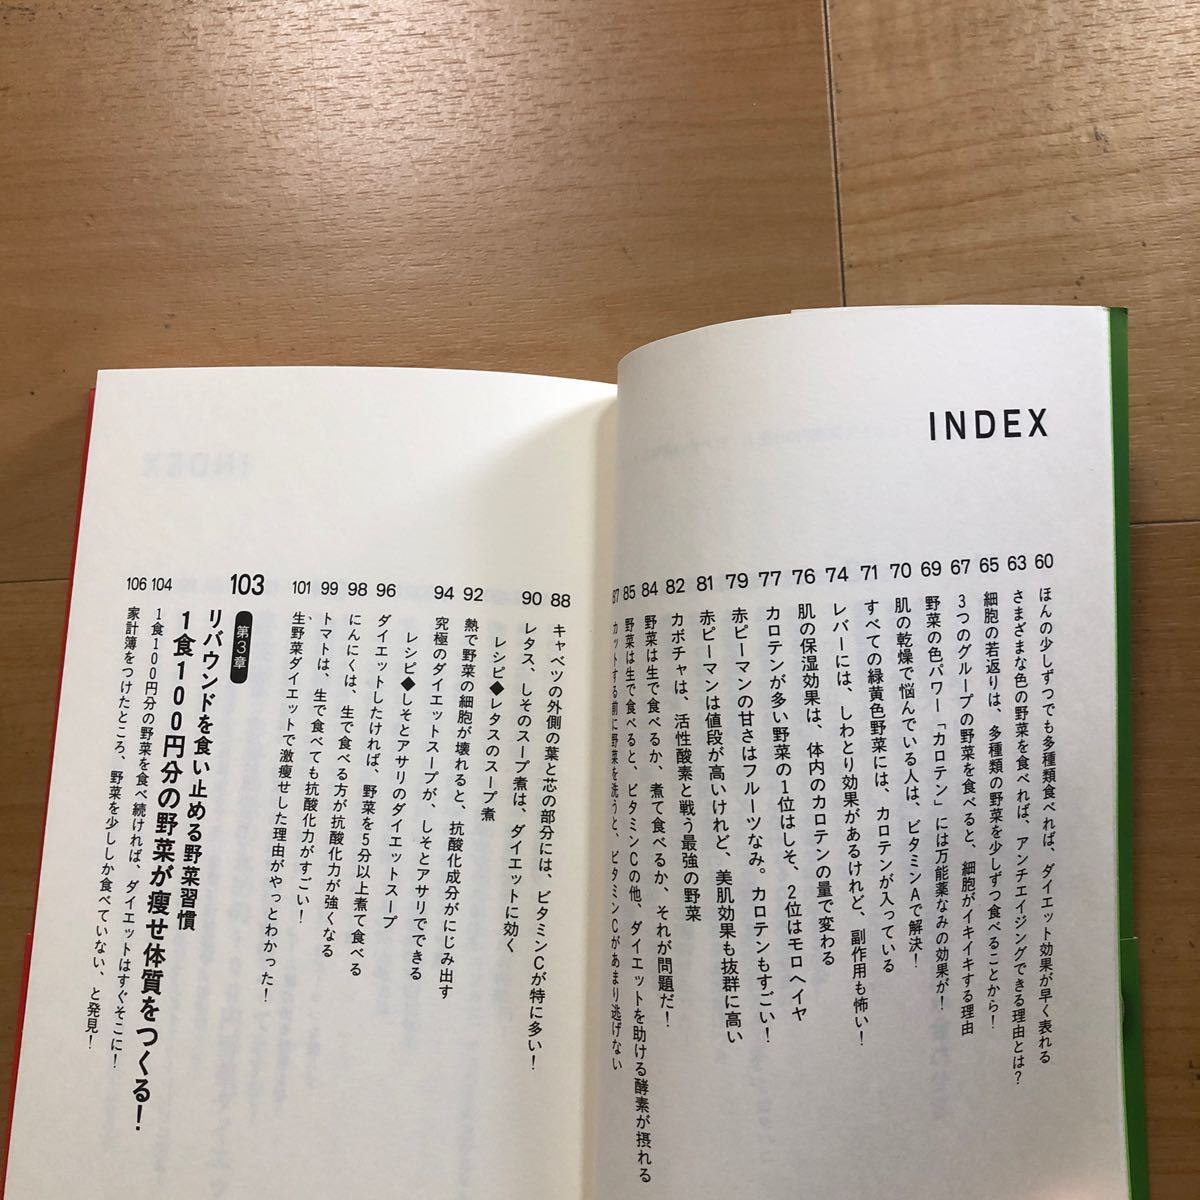 INDEX
60 ほんの少しずつでも多種類食べれば、ダイエット効果が早く表れる
63 さまざまな色の野菜を食べれば、アンチエイジングできる理由とは?
65 細胞の若返りは、多種類の野菜を少しずつ食べることから!
67 3つのグループの野菜を食べると、細胞がイキイキする理由
69 野菜の色パワー「カロテン」には万能薬なみの効果が!
70 肌の乾燥で悩んでいる人は、ビタミンAで解決!
71 すべての緑黄色野菜には、カロテンが入っている
74 レバーには、しわとり効果があるけれど、副作用も怖い!
76 肌の保湿効果は、体内のカロテンの量で変わる
77 カロテンが多い野菜の1位はしそ、2位はモロヘイヤ
79 赤ピーマンの甘さはフルーツなみ。カロテンもすごい!
81 赤ピーマンは値段が高いけれど、美肌効果も抜群に高い
82 カボチャは、活性酸素と戦う最強の野菜
84 野菜は生で食べるか、煮て食べるか、それが問題だ!
85 野菜は生で食べると、ビタミンCの他、ダイエットを助ける酵素が摂れる
87 カットする前に野菜を洗うと、ビタミンCがあまり逃げない
88 キャベツの外側の葉と芯の部分には、ビタミンCが特に多い!
90 レタス、しそのスープ煮は、ダイエットに効く
レシピ◆レタスのスープ煮
92 熱で野菜の細胞が壊れると、抗酸化成分がにじみ出す
94 究極のダイエットスープが、しそとアサリでできる
レシピ◆しそとアサリのダイエットスープ
96 ダイエットしたければ、野菜を5分以上煮て食べる
98 にんにくは、生で食べる方が抗酸化力が強くなる
99 トマトは、生で食べても抗酸化力がすごい!
101 生野菜ダイエットで激瘦せした理由がやっとわかった!
103 第3章
リバウンドを食い止める野菜習慣
1食100円分の野菜が瘦せ体質をつくる!
104 1食100円分の野菜を食べ続ければ、ダイエットはすぐそこに!
106 家計簿をつけたところ、野菜を少ししか食べていない、と発見!